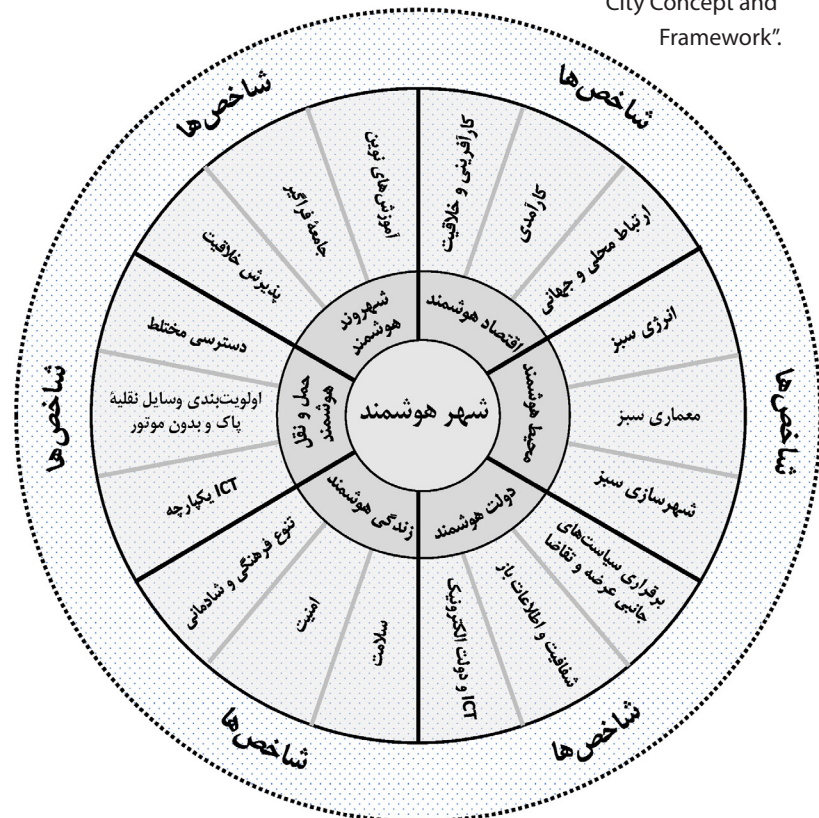 City Concept and
Framework".
شاخص‌ها
شاخص‌ها
شاخص‌ها
شاخص‌ها
شاخص‌ها
شاخص‌ها
کارآفرینی و خلاقیت
کارآمدی
ارتباط محلی و جهانی
انرژی سبز
معماری سبز
شهرسازی سبز
برقراری سیاست‌های
جانبی عرضه و تقاضا
شفافیت و اطلاعات باز
ICT و دولت الکترونیک
سلامت
امنیت
تنوع فرهنگی و شادمانی
ICT یکپارچه
اولویت‌بندی وسایل نقلیهٔ
پاک و بدون موتور
دسترسی مختلط
پذیرش خلاقیت
جامعهٔ فراگیر
آموزش‌های نوین
اقتصاد هوشمند
محیط هوشمند
دولت هوشمند
زندگی هوشمند
حمل و نقل
هوشمند
شهروند
هوشمند
شهر هوشمند